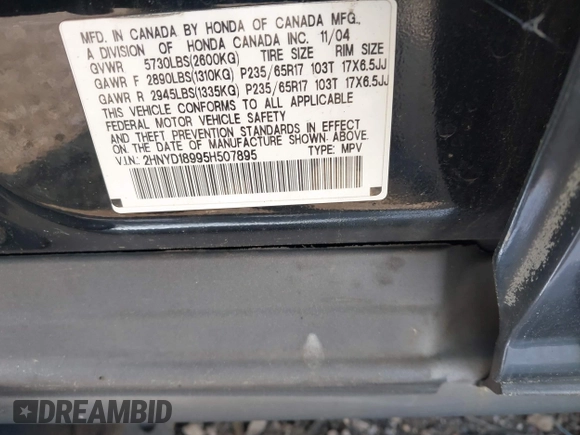 MFD. IN CANADA BY HONDA OF CANADA MFG.,
A DIVISION OF HONDA CANADA INC. 11/04
GVWR 5730LBS(2600KG) TIRE SIZE RIM SIZE
GAWR F 2890LBS(1310KG) P235/65R17 103T 17X6.5JJ
GAWR R 2945LBS(1335KG) P235/65R17 103T 17X6.5JJ
THIS VEHICLE CONFORMS TO ALL APPLICABLE
FEDERAL MOTOR VEHICLE SAFETY
AND THEFT PREVENTION STANDARDS IN EFFECT
ON THE DATE OF MANUFACTURE SHOWN ABOVE.
V.I.N: 2HNYD18995H507895 TYPE: MPV
DREAMBID